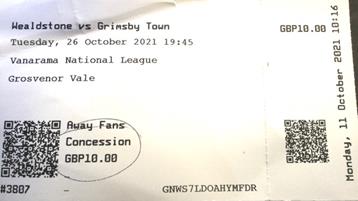 Wealdstone vs Grimsby Town
Tuesday, 26 October 2021 19:45
Vanarama National League
Grosvenor Vale
Away Fans
Concession
GBP10.00
#3807
GNWS7LDOAHYMFDR
GBP10.00
Monday, 11 October 2021 10:16